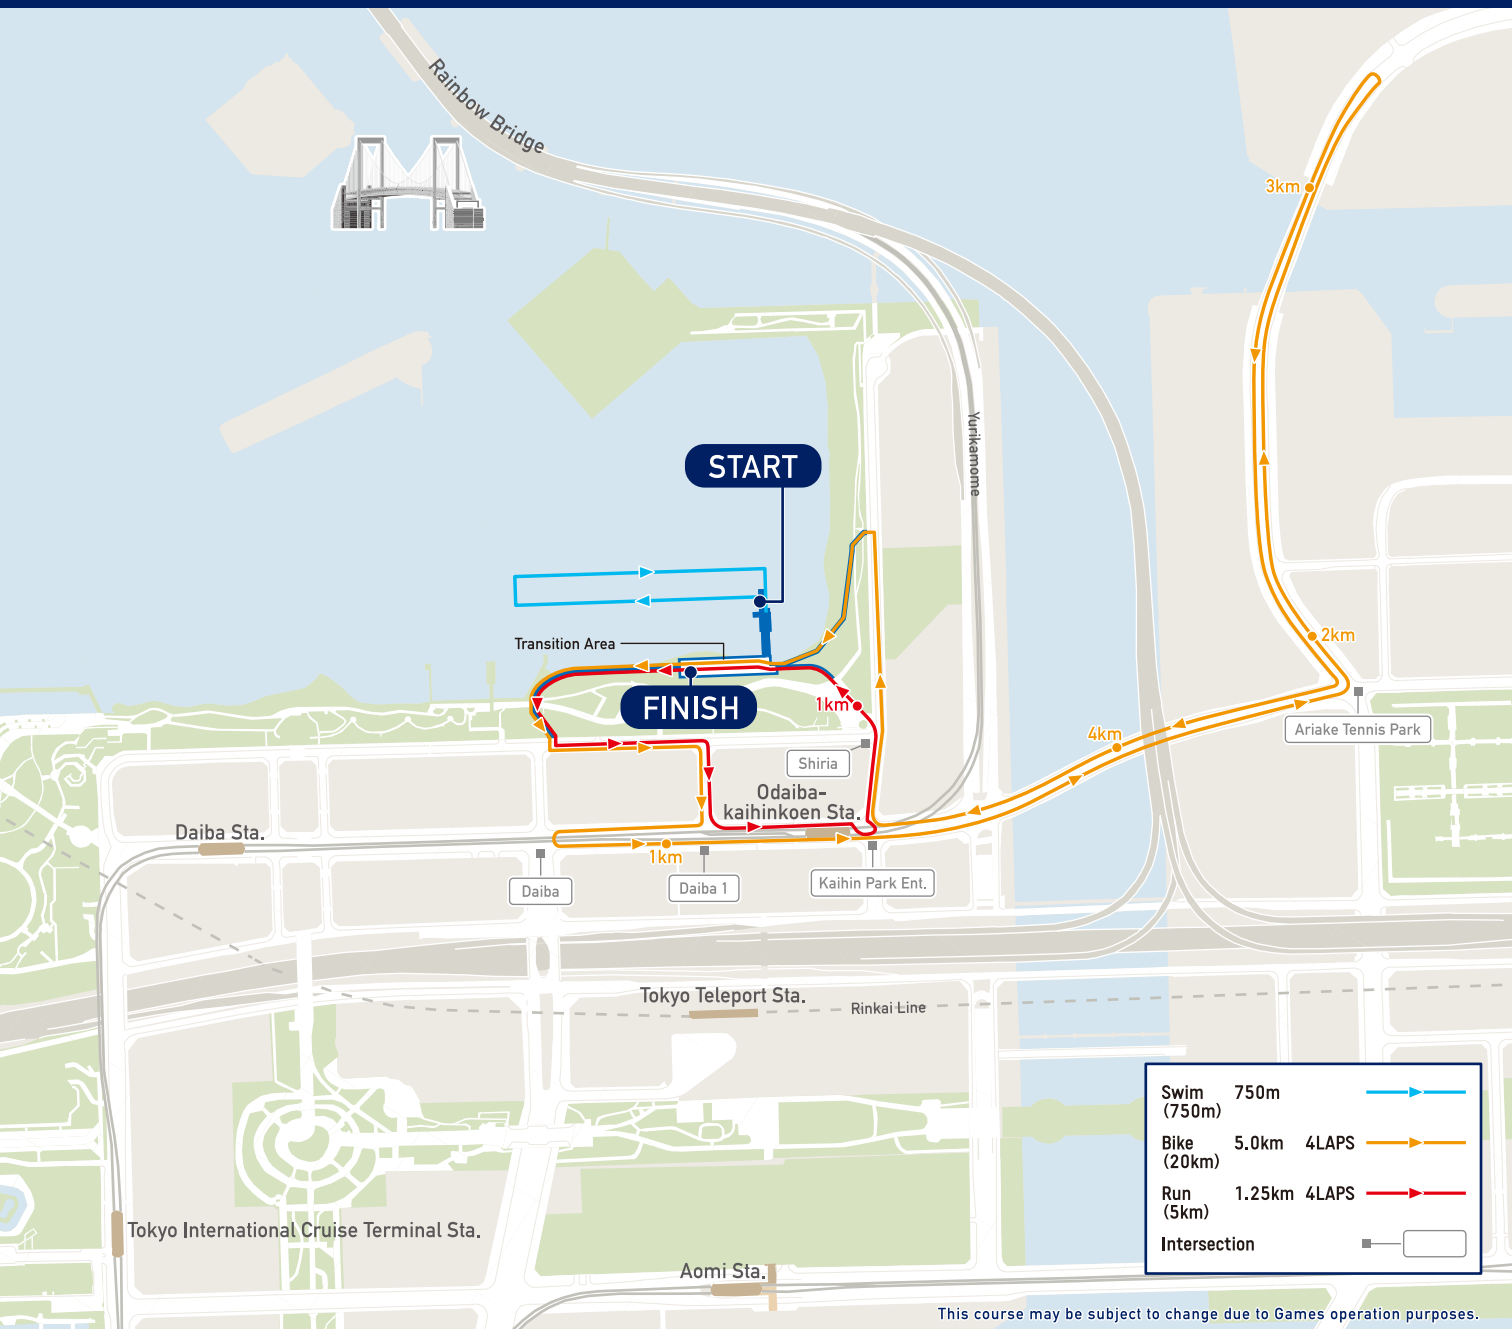 Rainbow Bridge
3km
Yurikamome
START
Transition Area
2km
FINISH
1km
4km
Ariake Tennis Park
Shiria
Odaiba-
kaihinkoen Sta.
Daiba Sta.
1km
Daiba
Daiba 1
Kaihin Park Ent.
Tokyo Teleport Sta.
Rinkai Line
Swim 750m
(750m)
Bike 5.0km 4LAPS
(20km)
Run 1.25km 4LAPS
(5km)
Intersection
Tokyo International Cruise Terminal Sta.
Aomi Sta.
This course may be subject to change due to Games operation purposes.